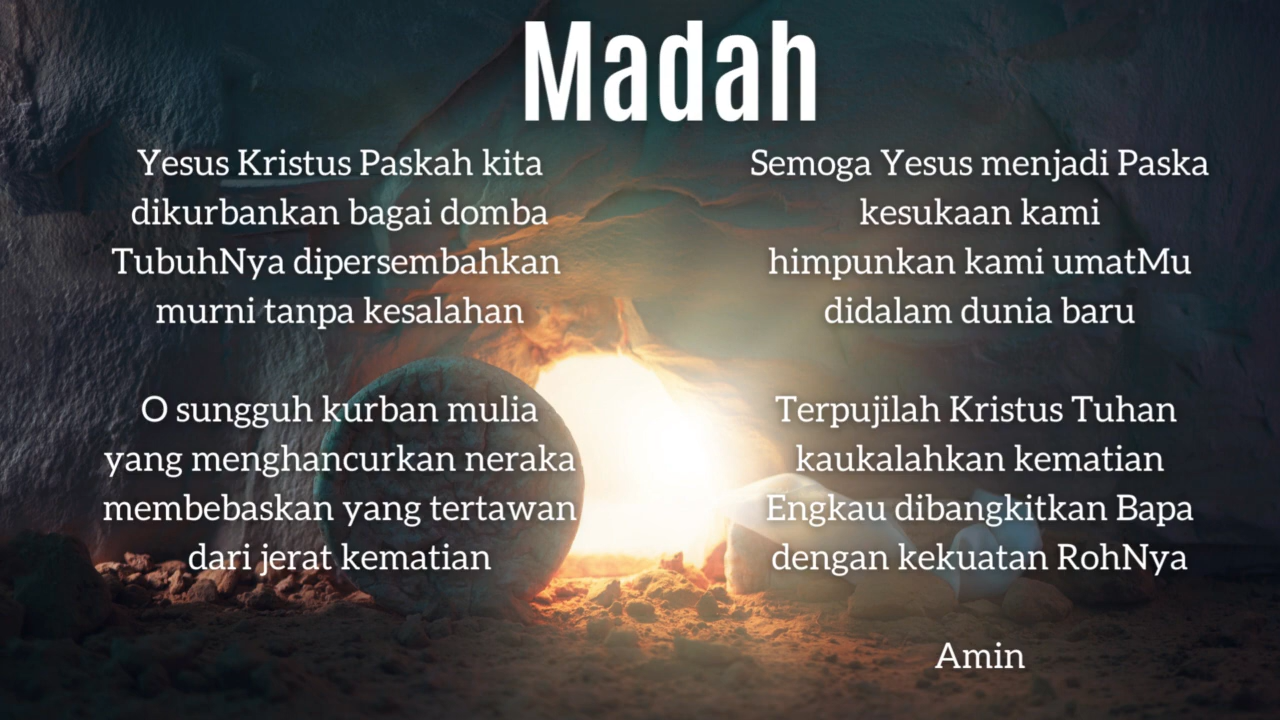 Madah
Yesus Kristus Paskah kita
dikurbankan bagai domba
TubuhNya dipersembahkan
murni tanpa kesalahan
O sungguh kurban mulia
yang menghancurkan neraka
membebaskan yang tertawan
dari jerat kematian
Semoga Yesus menjadi Paska
kesukaan kami
himpunkan kami umatMu
didalam dunia baru
Terpujilah Kristus Tuhan
kaukalahkan kematian
Engkau dibangkitkan Bapa
dengan kekuatan RohNya
Amin